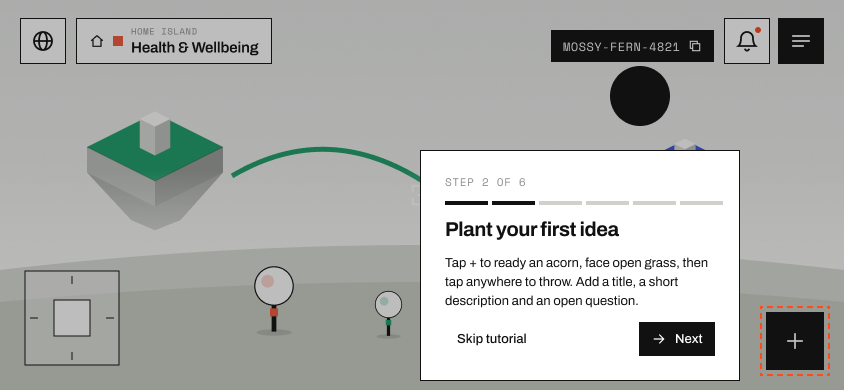 HOME ISLAND
Health & Wellbeing
MOSSY-FERN-4821
STEP 2 OF 6
Plant your first idea
Tap + to ready an acorn, face open grass, then
tap anywhere to throw. Add a title, a short
description and an open question.
Skip tutorial
Next